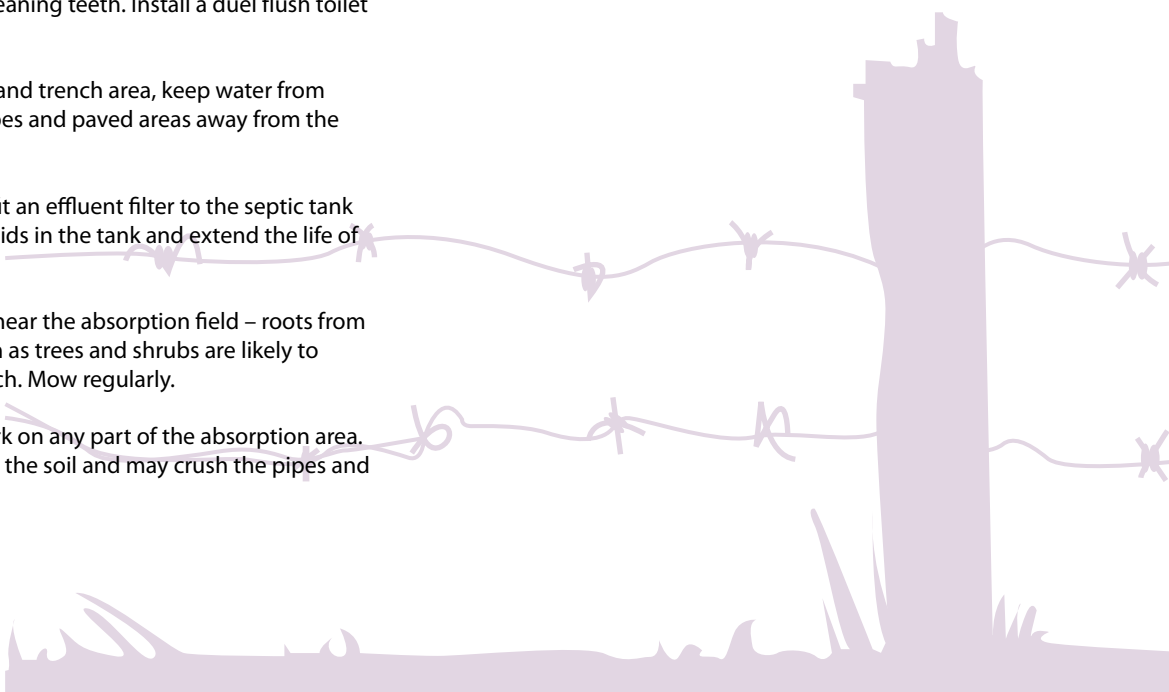 eaning teeth. Install a duel flush toilet
and trench area, keep water from
es and paved areas away from the
t an effluent filter to the septic tank
ids in the tank and extend the life of
near the absorption field – roots from
as trees and shrubs are likely to
ch. Mow regularly.
k on any part of the absorption area.
the soil and may crush the pipes and